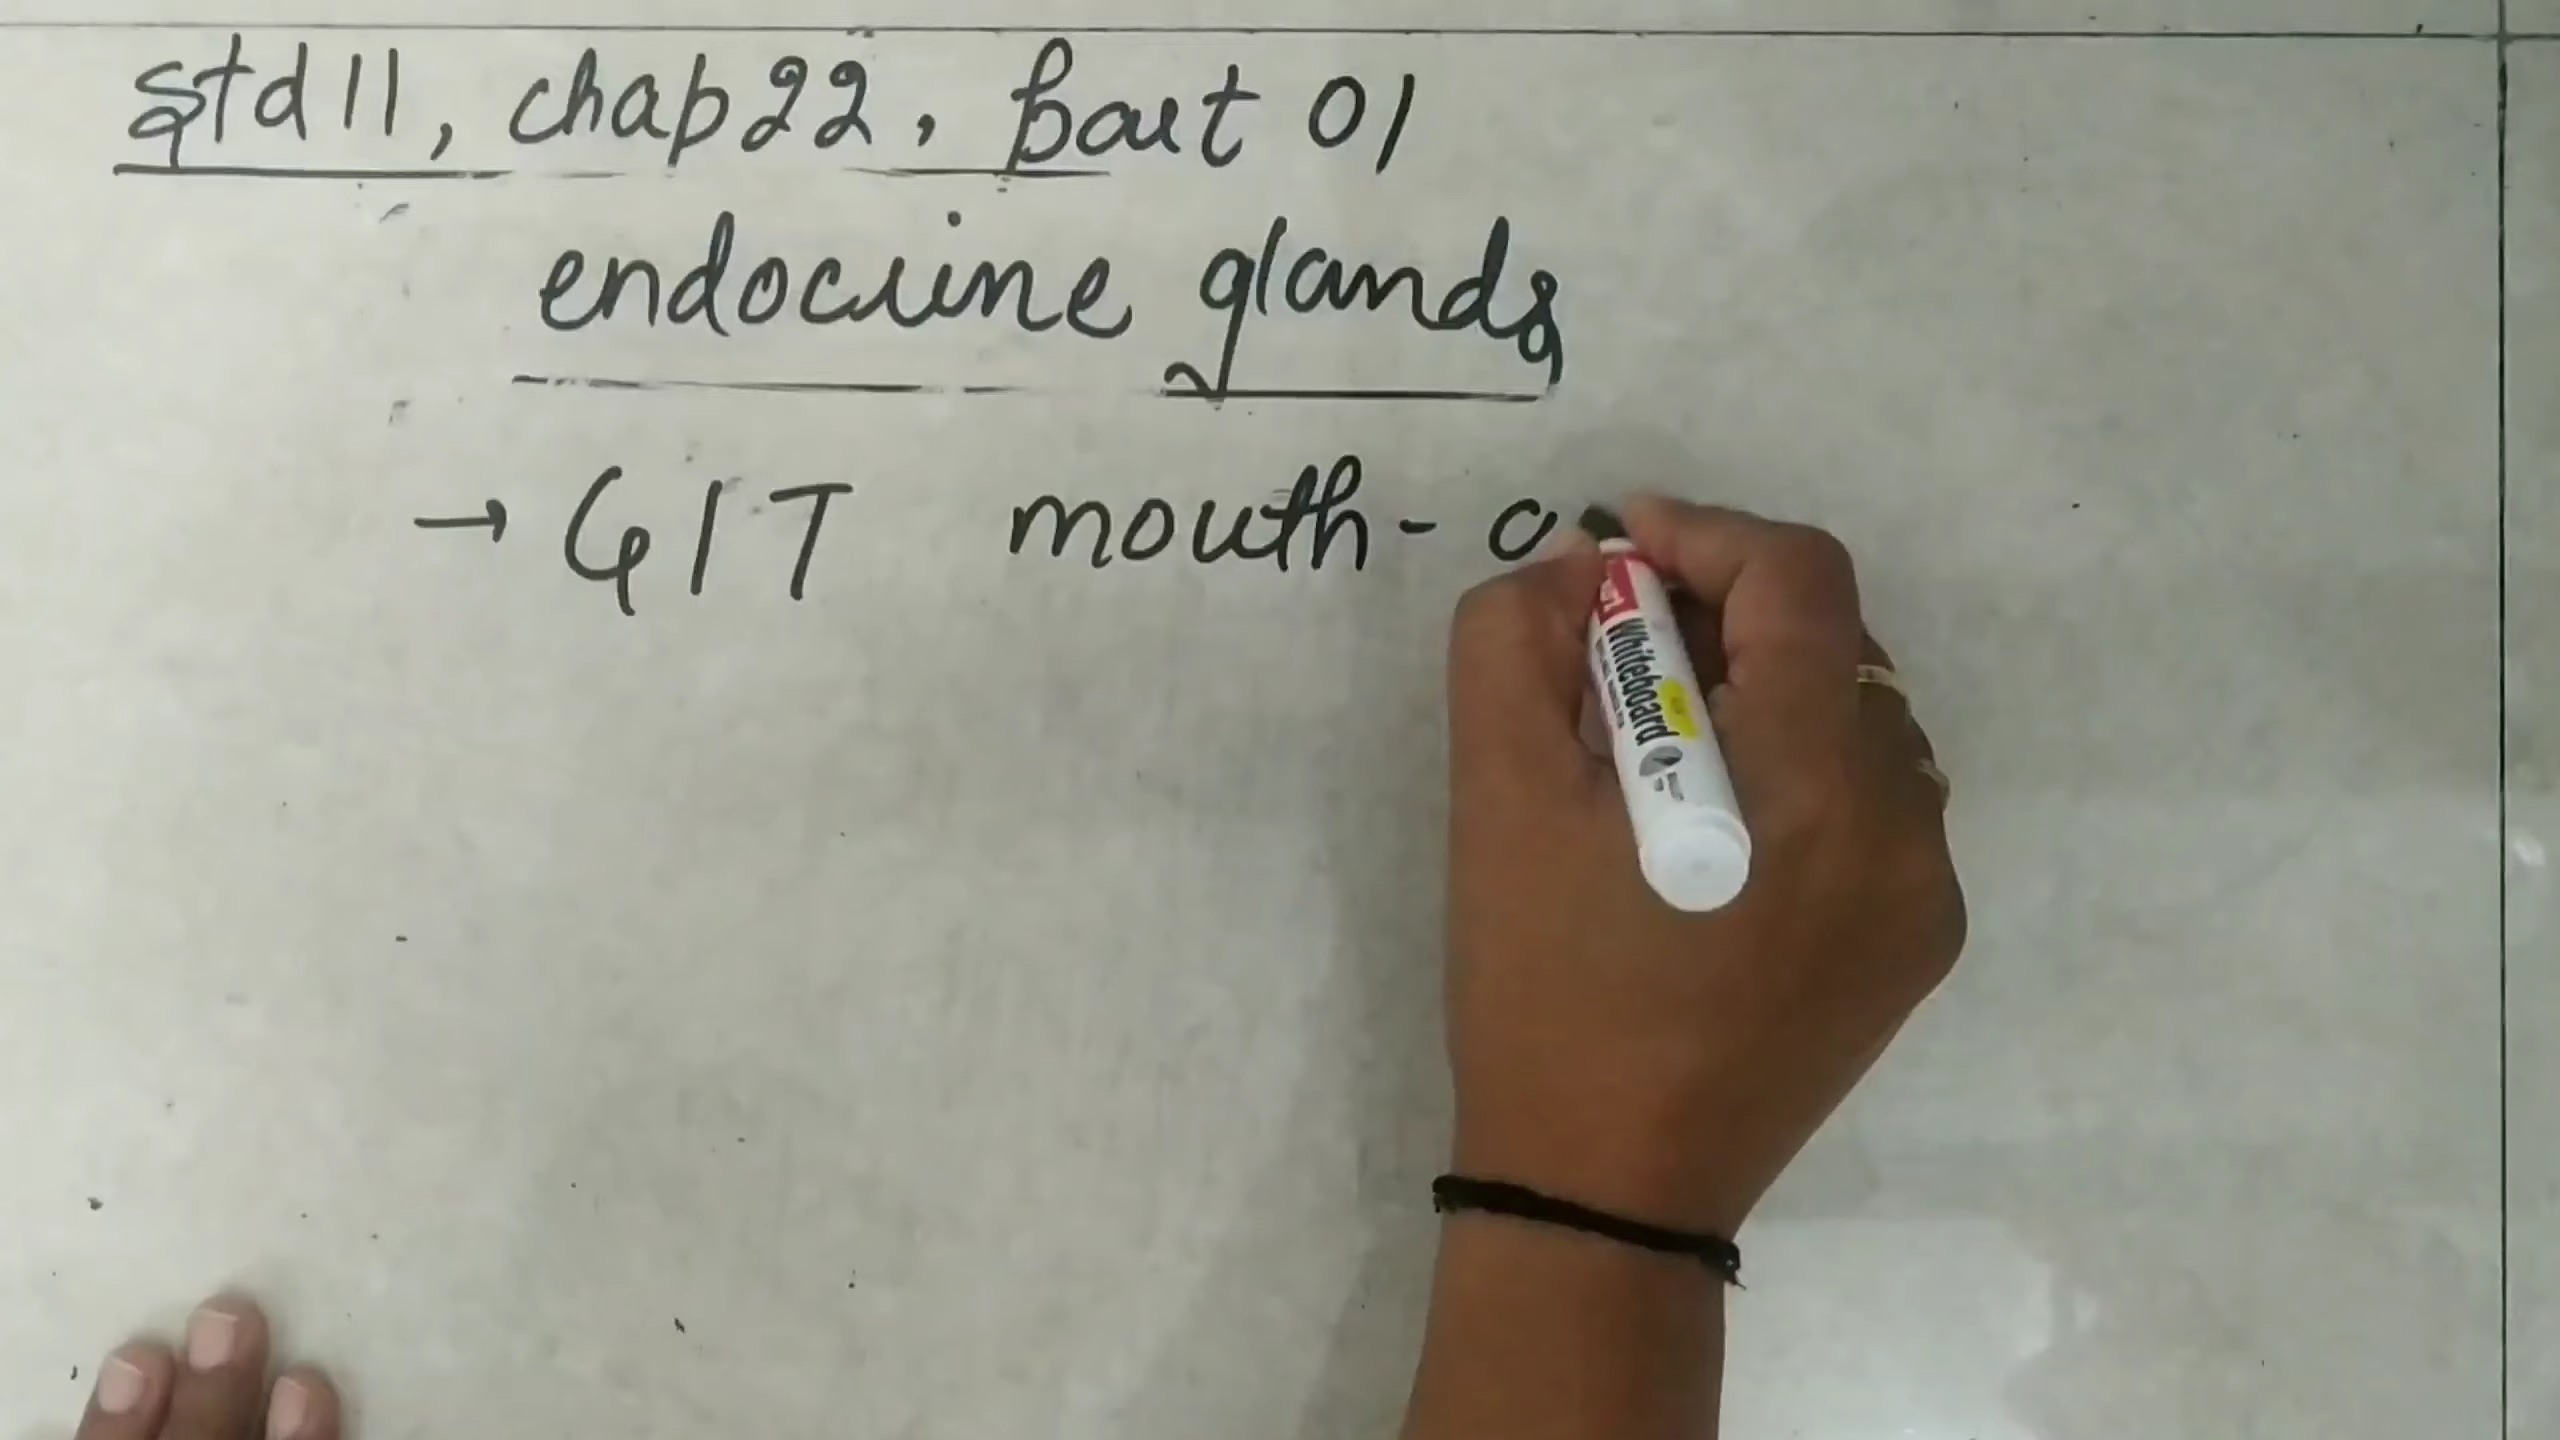 std 11, chap 22, Part 01
endocrine glands
→ GIT mouth - a
Whiteboard